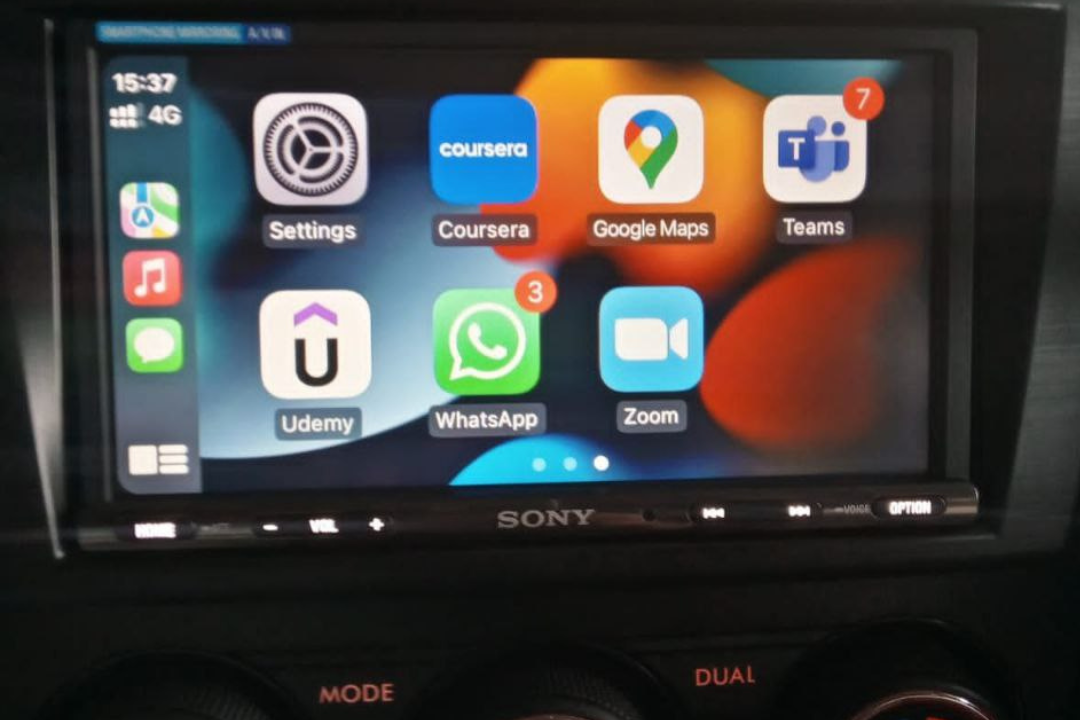 SMARTPHONE MIRRORING A/V IN
15:37
4G
coursera
7
T
Settings
Coursera
Google Maps
Teams
3
U
Udemy
WhatsApp
Zoom
HOME
- VOL +
SONY
VOICE
OPTION
MODE
DUAL